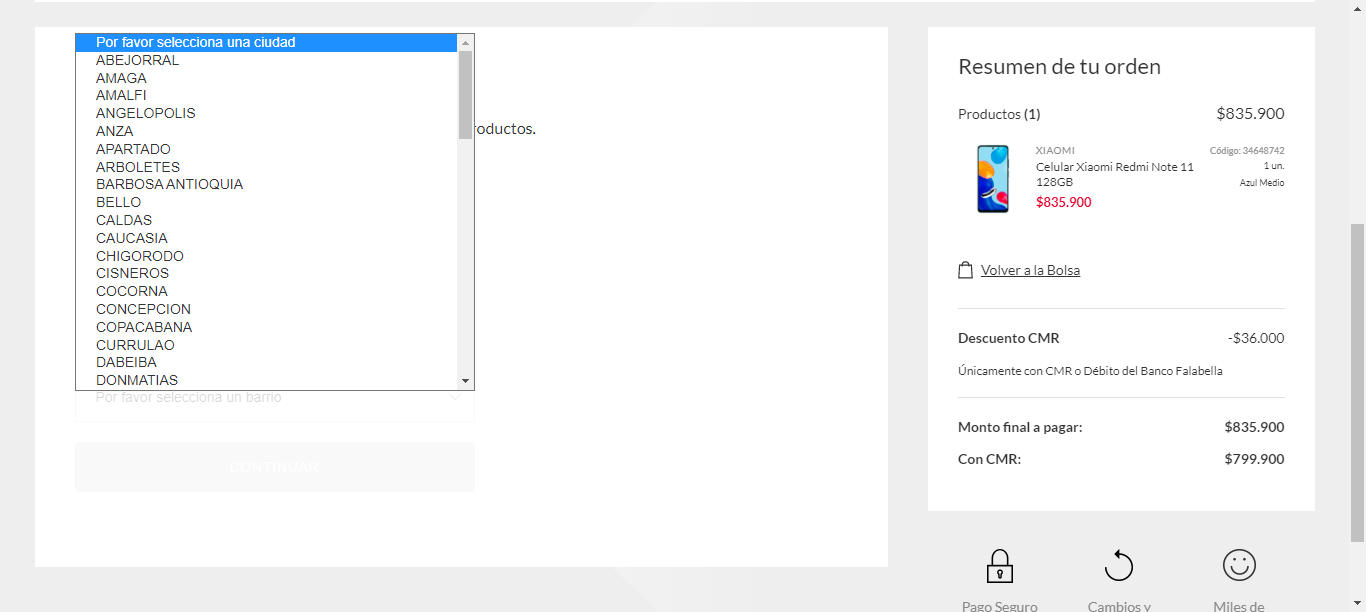 Por favor selecciona una ciudad
ABEJORRAL
AMAGA
AMALFI
ANGELOPOLIS
ANZA
APARTADO
ARBOLETES
BARBOSA ANTIOQUIA
BELLO
CALDAS
CAUCASIA
CHIGORODO
CISNEROS
COCORNA
CONCEPCION
COPACABANA
CURRULAO
DABEIBA
DONMATIAS
roductos.
Por favor selecciona un barrio
CONTINUAR
Resumen de tu orden
Productos (1) $835.900
XIAOMI Código: 34648742
Celular Xiaomi Redmi Note 11 1 un.
128GB Azul Medio
$835.900
Volver a la Bolsa
Descuento CMR -$36.000
Únicamente con CMR o Débito del Banco Falabella
Monto final a pagar: $835.900
Con CMR: $799.900
Pago Seguro Cambios y Miles de